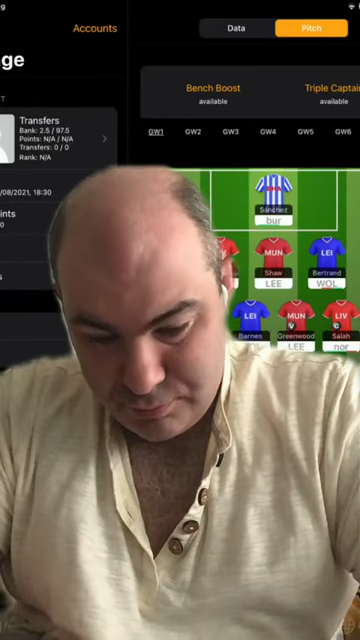 Accounts
Data
Pitch
ge
Bench Boost
available
Triple Captain
available
GW1
GW2
GW3
GW4
GW5
GW6
Transfers
Bank: 2.5 / 97.5
Points: N/A / N/A
Transfers: 0 / 0
Rank: N/A
/08/2021, 18:30
ints
BHA
Sánchez
bur
MUN
LEI
Shaw
Bertrand
LEE
WOL
LEI
MUN
LIV
V
C
Barnes
Greenwood
Salah
LEE
nor